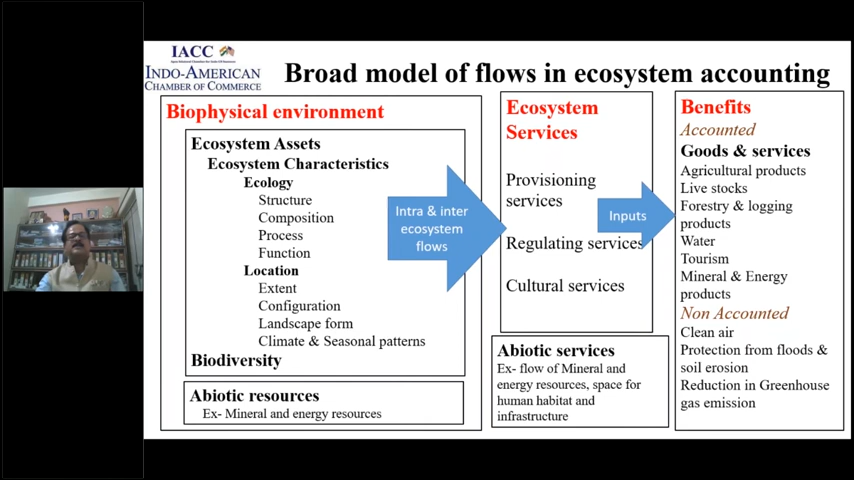 IACC
INDO-AMERICAN
CHAMBER OF COMMERCE
Broad model of flows in ecosystem accounting
Biophysical environment
Ecosystem Assets
Ecosystem Characteristics
Ecology
Structure
Composition
Process
Function
Location
Extent
Configuration
Landscape form
Climate & Seasonal patterns
Biodiversity
Abiotic resources
Ex- Mineral and energy resources
Intra & inter
ecosystem
flows
Ecosystem
Services
Provisioning
services
Regulating services
Cultural services
Abiotic services
Ex- flow of Mineral and
energy resources, space for
human habitat and
infrastructure
Inputs
Benefits
Accounted
Goods & services
Agricultural products
Live stocks
Forestry & logging
products
Water
Tourism
Mineral & Energy
products
Non Accounted
Clean air
Protection from floods &
soil erosion
Reduction in Greenhouse
gas emission